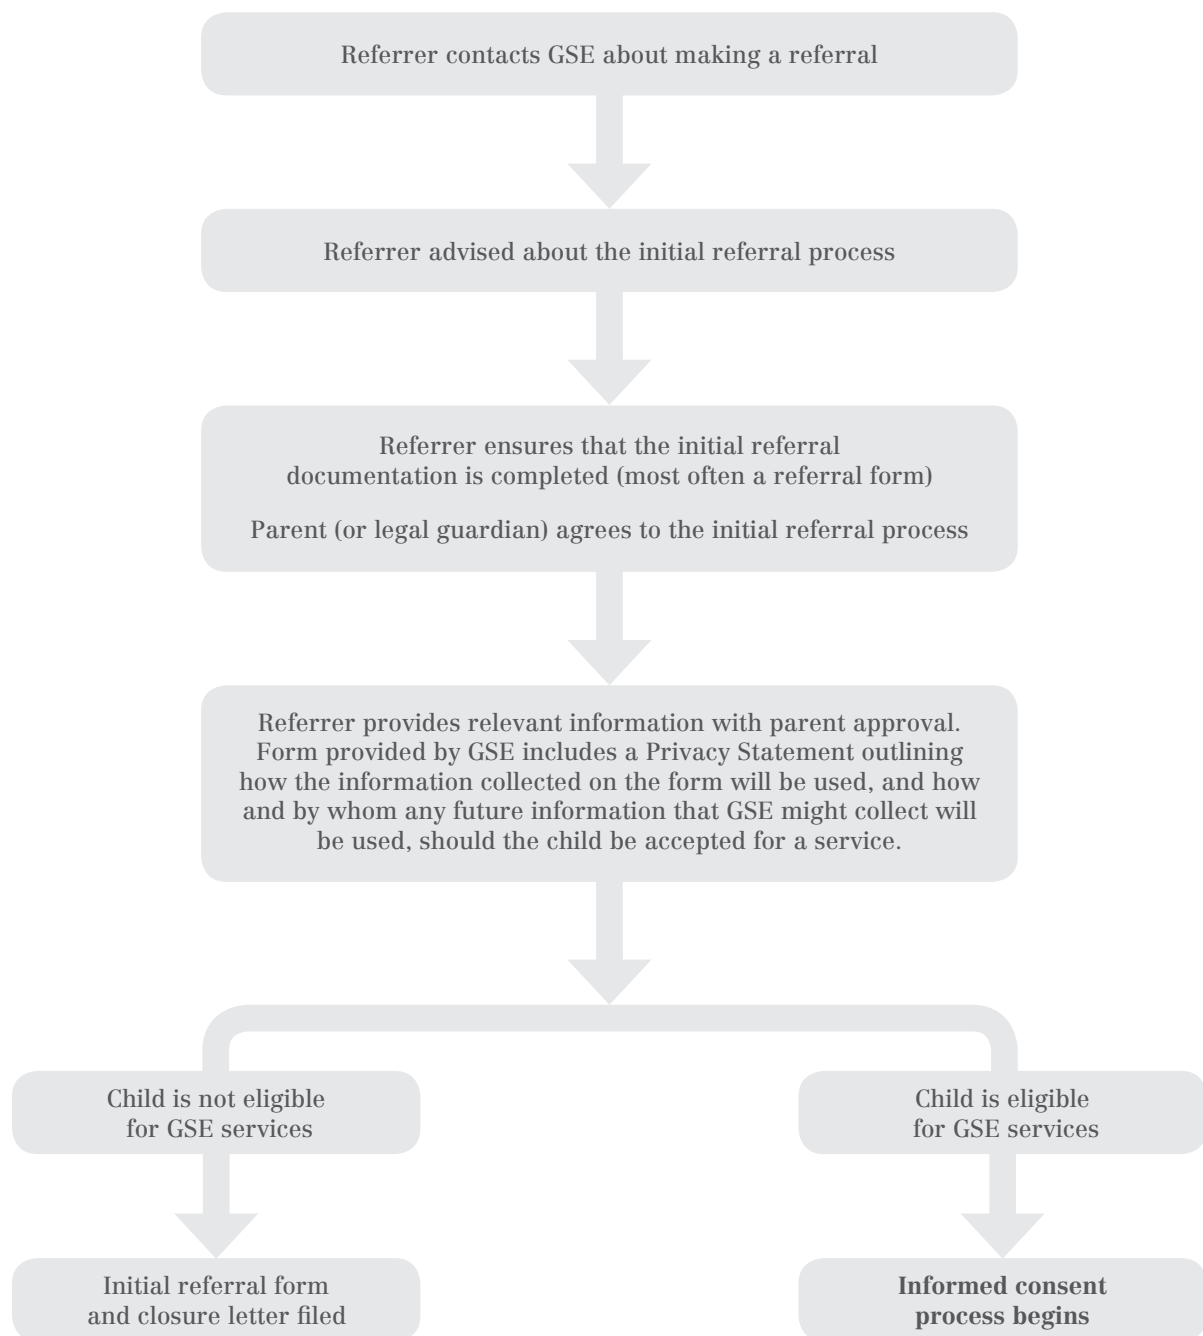 Referrer contacts GSE about making a referral
Referrer advised about the initial referral process
Referrer ensures that the initial referral
documentation is completed (most often a referral form)
Parent (or legal guardian) agrees to the initial referral process
Referrer provides relevant information with parent approval.
Form provided by GSE includes a Privacy Statement outlining
how the information collected on the form will be used, and how
and by whom any future information that GSE might collect will
be used, should the child be accepted for a service.
Child is not eligible
for GSE services
Child is eligible
for GSE services
Initial referral form
and closure letter filed
Informed consent
process begins